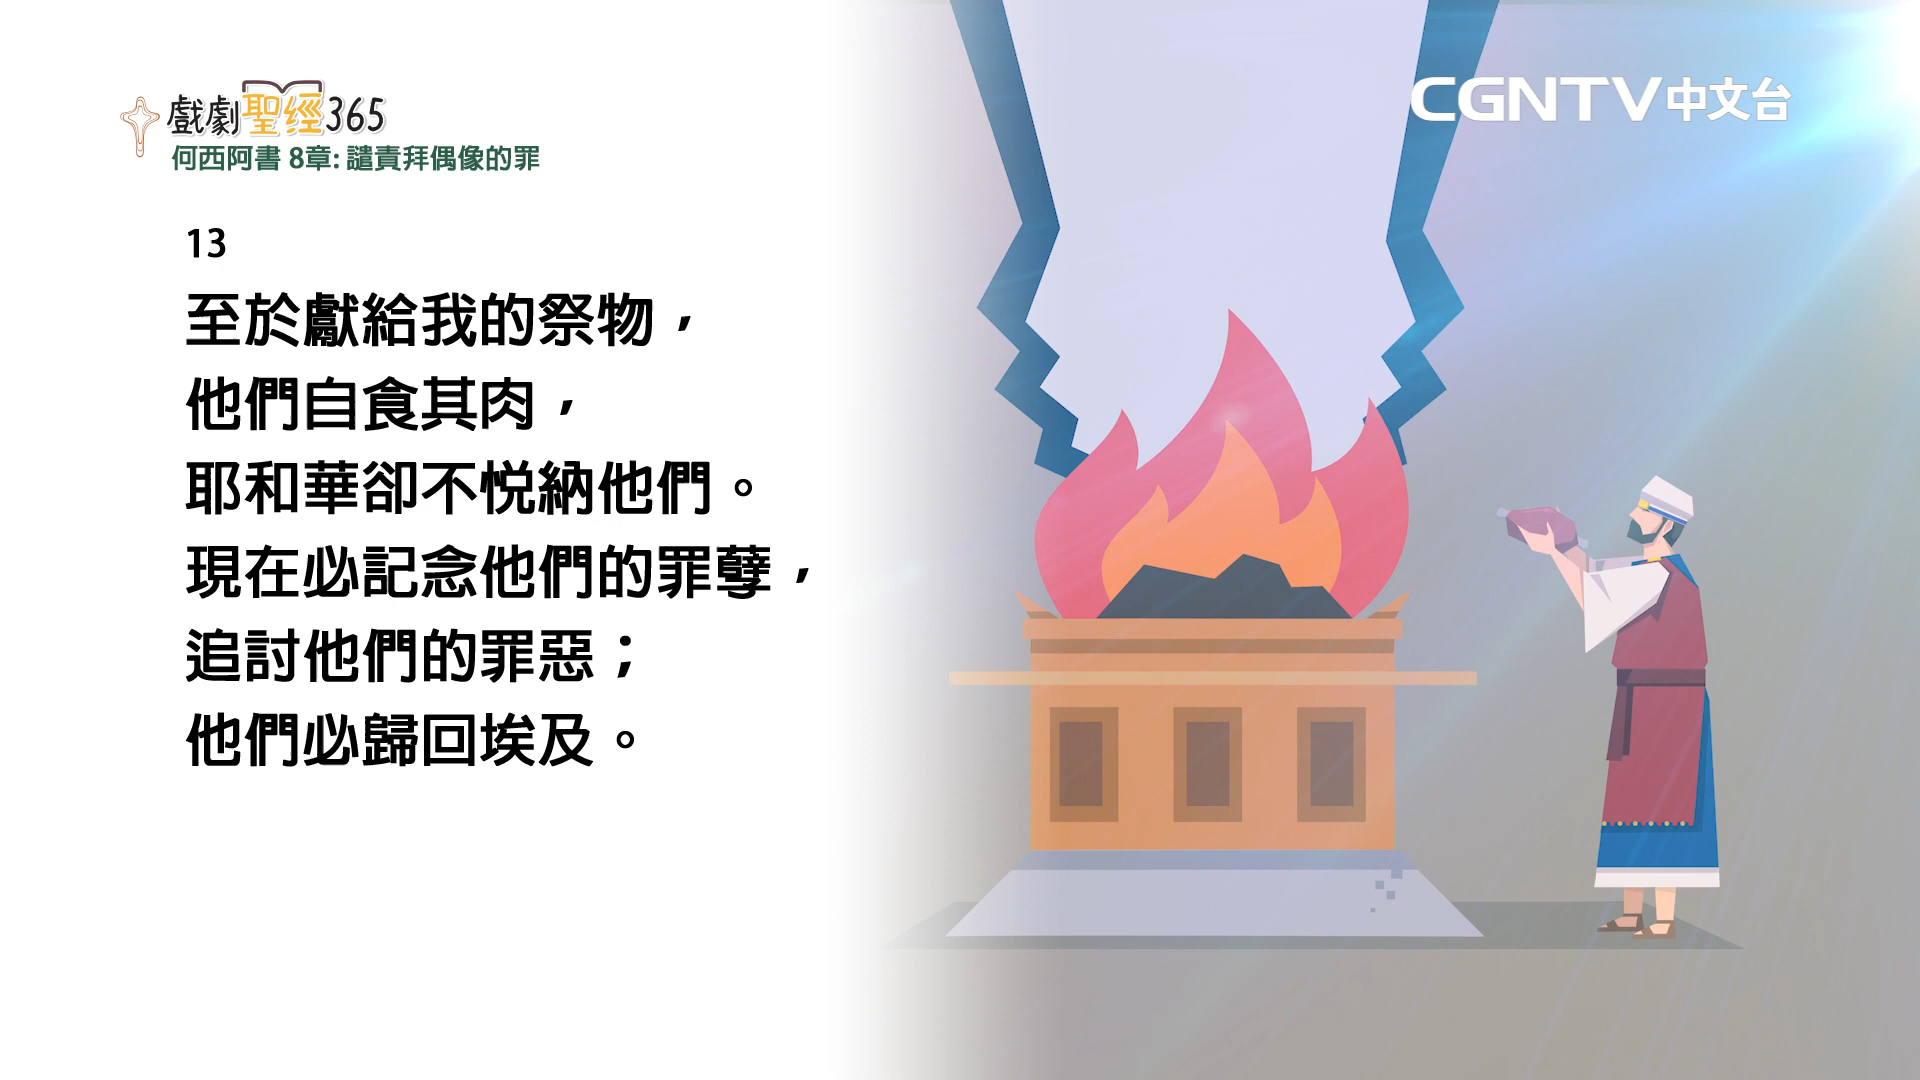 戲劇聖經365
CGNTV中文台
何西阿書 8章: 譴責拜偶像的罪
13
至於獻給我的祭物，
他們自食其肉，
耶和華卻不悅納他們。
現在必記念他們的罪孽，
追討他們的罪惡；
他們必歸回埃及。